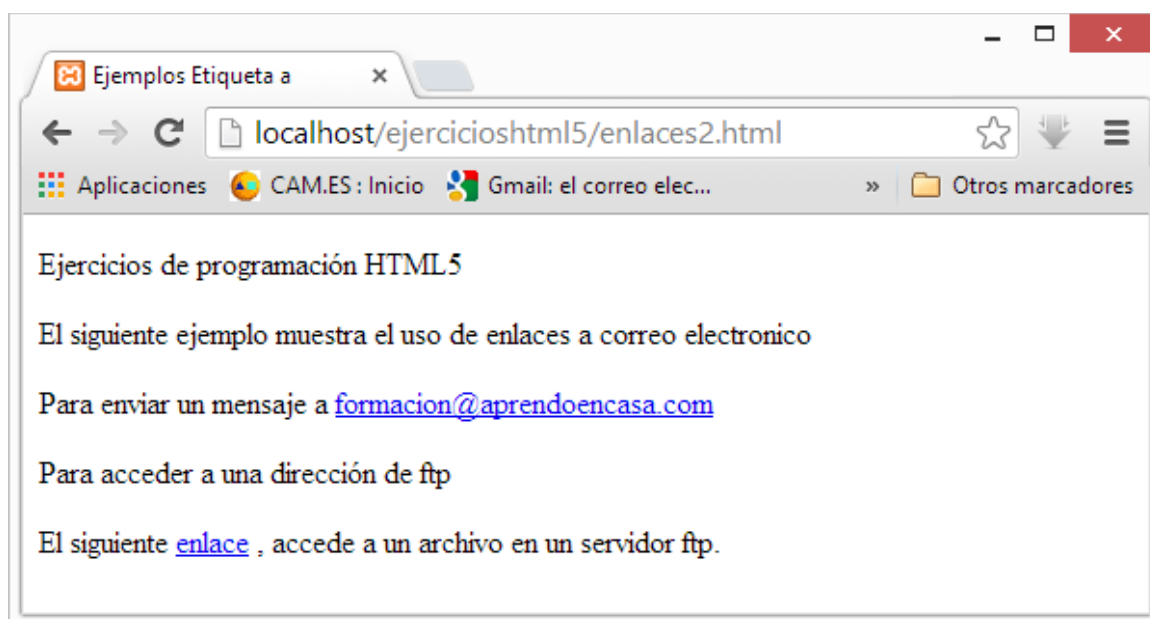 Ejemplos Etiqueta a
localhost/ejercicioshtml5/enlaces2.html
Aplicaciones CAM.ES : Inicio Gmail: el correo elec... » Otros marcadores
Ejercicios de programación HTML5
El siguiente ejemplo muestra el uso de enlaces a correo electronico
Para enviar un mensaje a formacion@aprendoencasa.com
Para acceder a una dirección de ftp
El siguiente enlace , accede a un archivo en un servidor ftp.